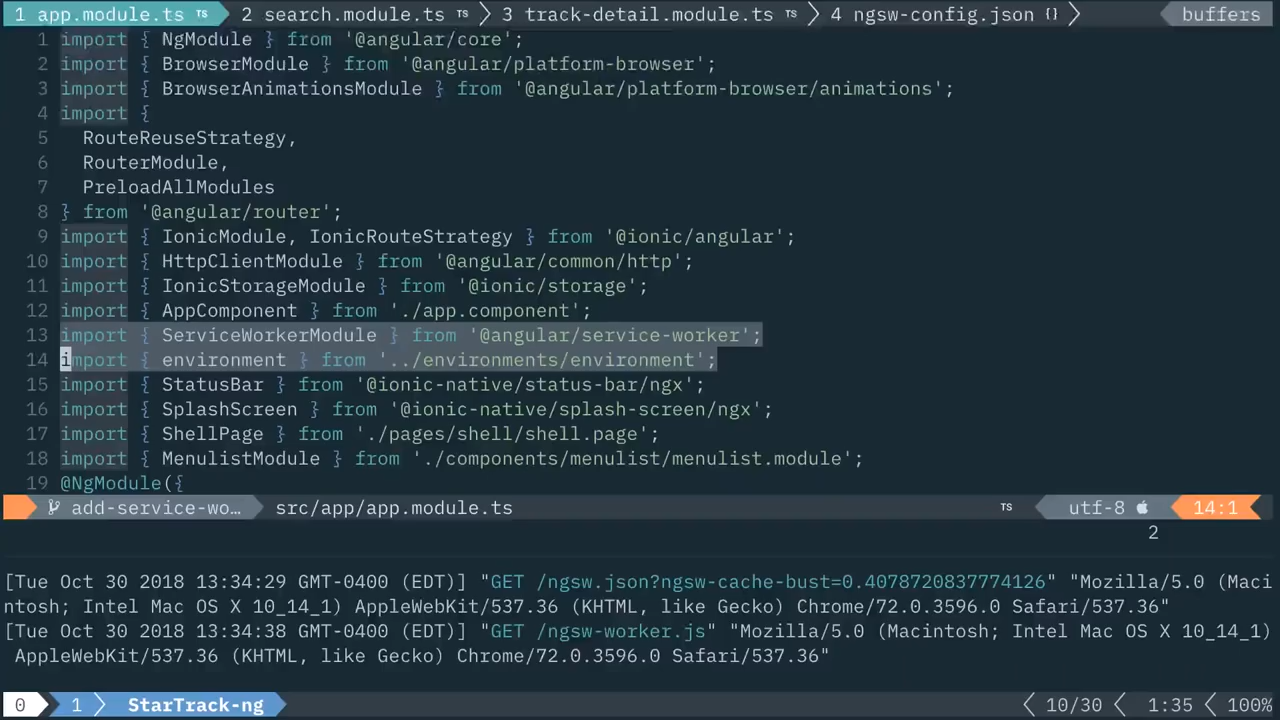 1 app.module.ts TS 2 search.module.ts TS 3 track-detail.module.ts TS 4 ngsw-config.json {} buffers
1 import { NgModule } from '@angular/core';
2 import { BrowserModule } from '@angular/platform-browser';
3 import { BrowserAnimationsModule } from '@angular/platform-browser/animations';
4 import {
5 RouteReuseStrategy,
6 RouterModule,
7 PreloadAllModules
8 } from '@angular/router';
9 import { IonicModule, IonicRouteStrategy } from '@ionic/angular';
10 import { HttpClientModule } from '@angular/common/http';
11 import { IonicStorageModule } from '@ionic/storage';
12 import { AppComponent } from './app.component';
13 import { ServiceWorkerModule } from '@angular/service-worker';
14 import { environment } from '../environments/environment';
15 import { StatusBar } from '@ionic-native/status-bar/ngx';
16 import { SplashScreen } from '@ionic-native/splash-screen/ngx';
17 import { ShellPage } from './pages/shell/shell.page';
18 import { MenulistModule } from './components/menulist/menulist.module';
19 @NgModule({
add-service-wo… src/app/app.module.ts TS utf-8 14:1
2
[Tue Oct 30 2018 13:34:29 GMT-0400 (EDT)] "GET /ngsw.json?ngsw-cache-bust=0.4078720837774126" "Mozilla/5.0 (Maci
ntosh; Intel Mac OS X 10_14_1) AppleWebKit/537.36 (KHTML, like Gecko) Chrome/72.0.3596.0 Safari/537.36"
[Tue Oct 30 2018 13:34:38 GMT-0400 (EDT)] "GET /ngsw-worker.js" "Mozilla/5.0 (Macintosh; Intel Mac OS X 10_14_1)
AppleWebKit/537.36 (KHTML, like Gecko) Chrome/72.0.3596.0 Safari/537.36"
0 1 StarTrack-ng 10/30 1:35 100%